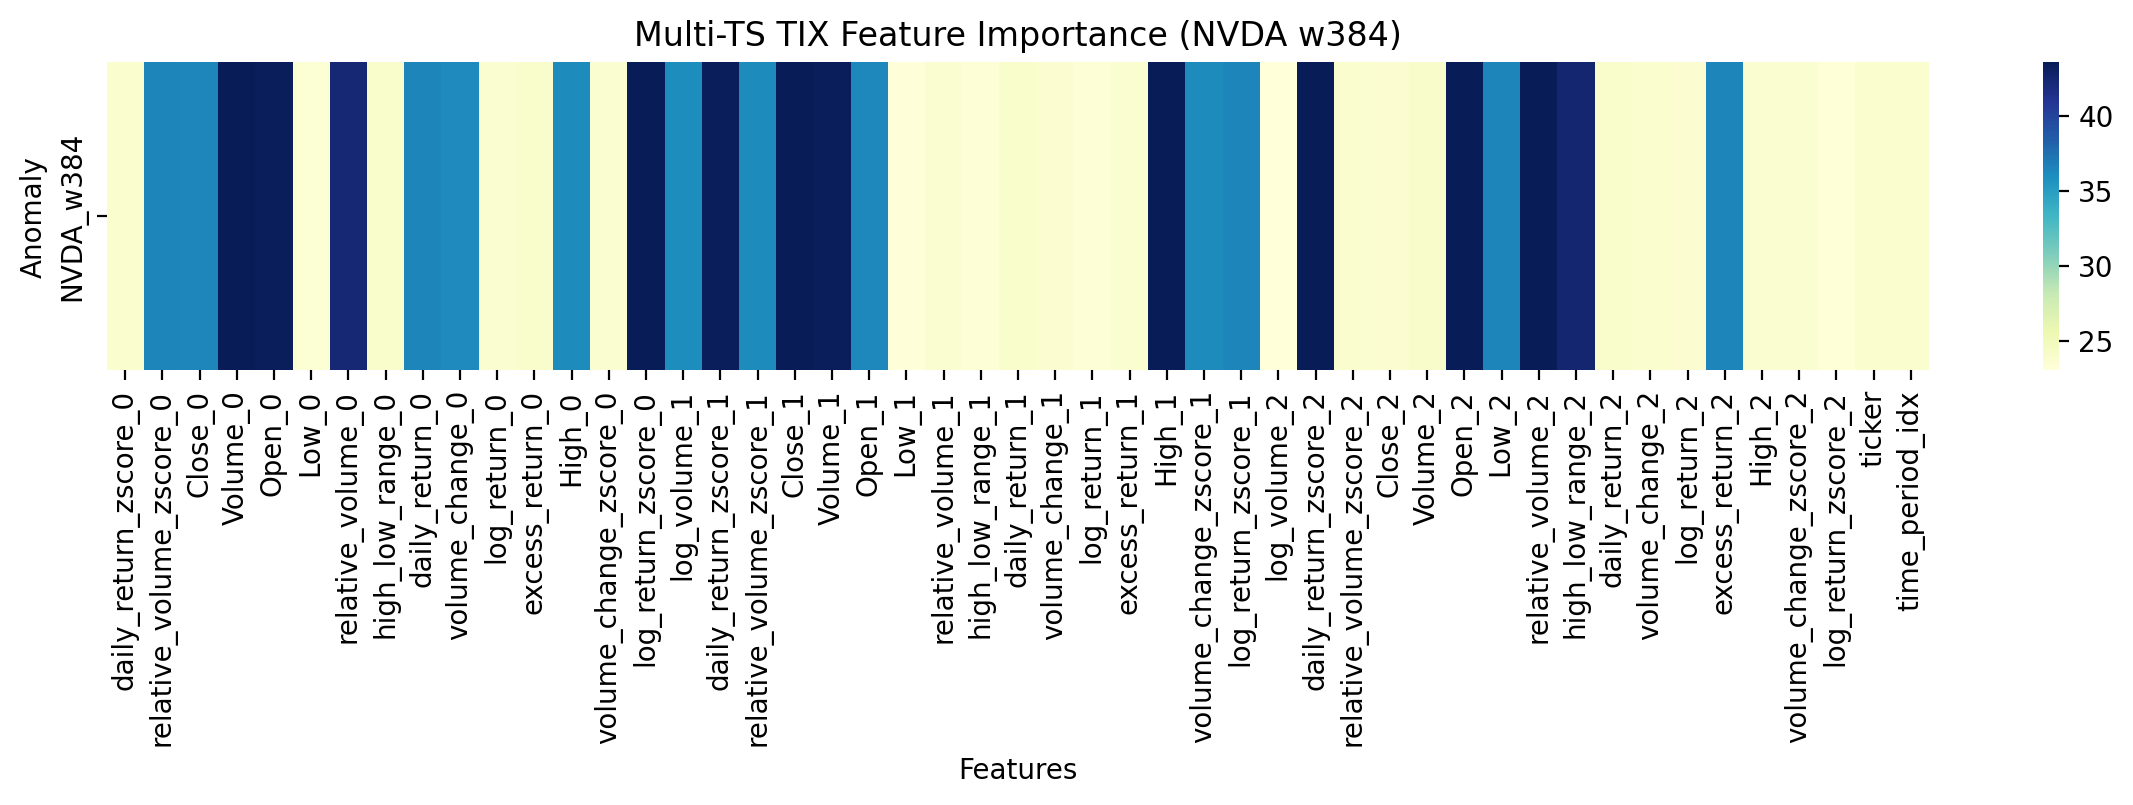 Multi-TS TIX Feature Importance (NVDA w384)
Anomaly
NVDA_w384
40
35
30
25
daily_return_zscore_0
relative_volume_zscore_0
Close_0
Volume_0
Open_0
Low_0
relative_volume_0
high_low_range_0
daily_return_0
volume_change_0
log_return_0
excess_return_0
High_0
volume_change_zscore_0
log_return_zscore_0
log_volume_1
daily_return_zscore_1
relative_volume_zscore_1
Close_1
Volume_1
Open_1
Low_1
relative_volume_1
high_low_range_1
daily_return_1
volume_change_1
log_return_1
excess_return_1
High_1
volume_change_zscore_1
log_return_zscore_1
log_volume_2
daily_return_zscore_2
relative_volume_zscore_2
Close_2
Volume_2
Open_2
Low_2
relative_volume_2
high_low_range_2
daily_return_2
volume_change_2
log_return_2
excess_return_2
High_2
volume_change_zscore_2
log_return_zscore_2
ticker
time_period_idx
Features